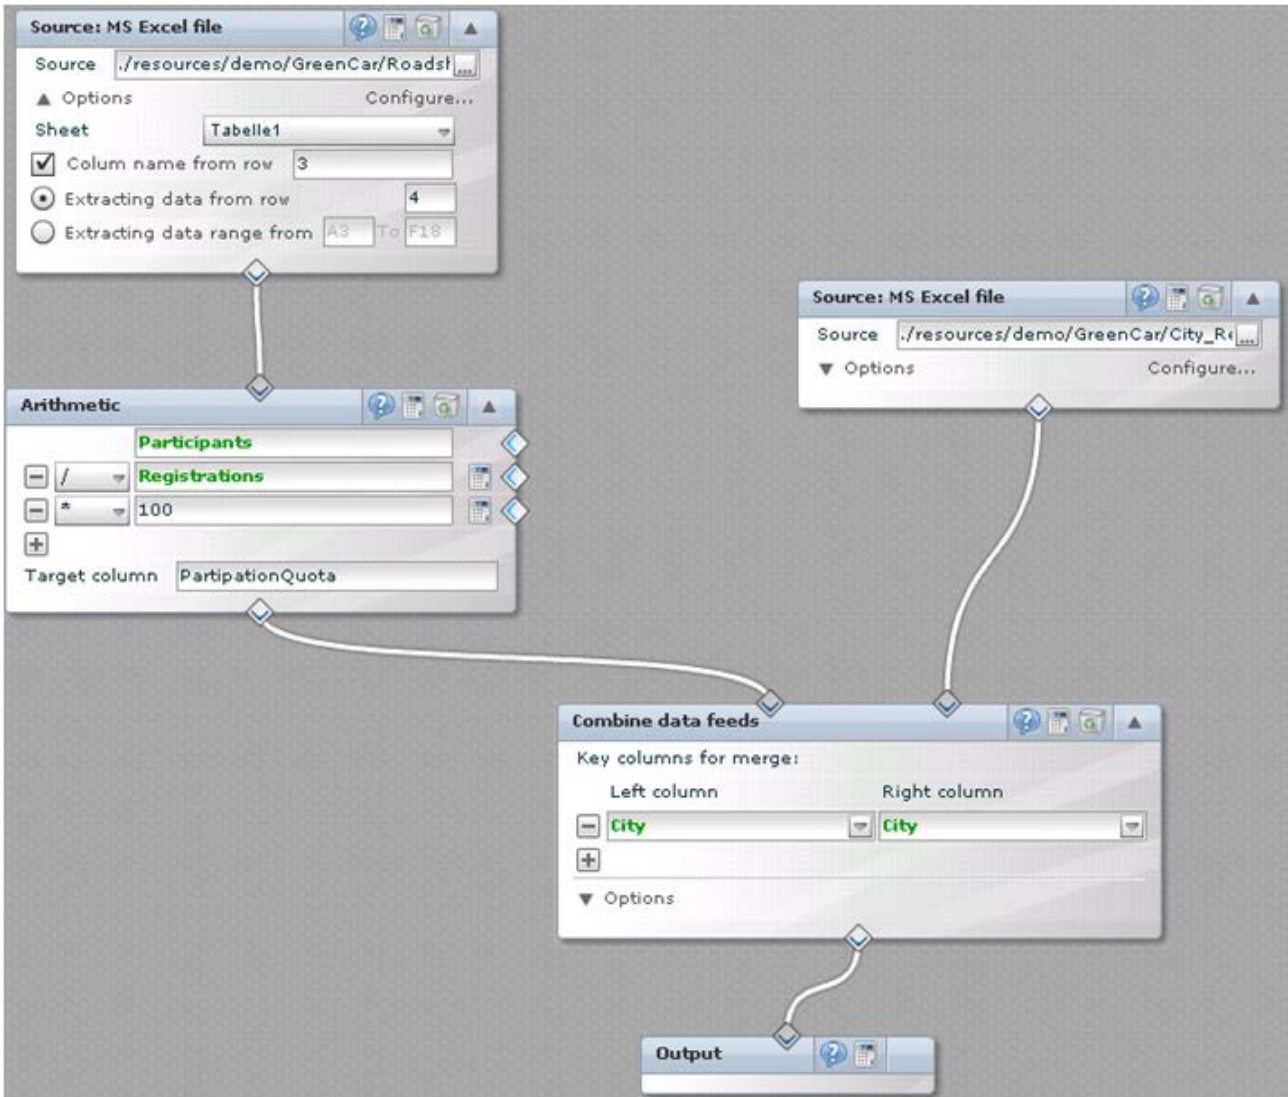 Source: MS Excel file
Source ./resources/demo/GreenCar/Roadsh ...
Options Configure...
Sheet Tabelle1
Colum name from row 3
Extracting data from row 4
Extracting data range from A3 To F18
Source: MS Excel file
Source ./resources/demo/GreenCar/City_Re ...
Options Configure...
Arithmetic
Participants
/ Registrations
* 100
Target column PartipationQuota
Combine data feeds
Key columns for merge:
Left column Right column
City City
Options
Output